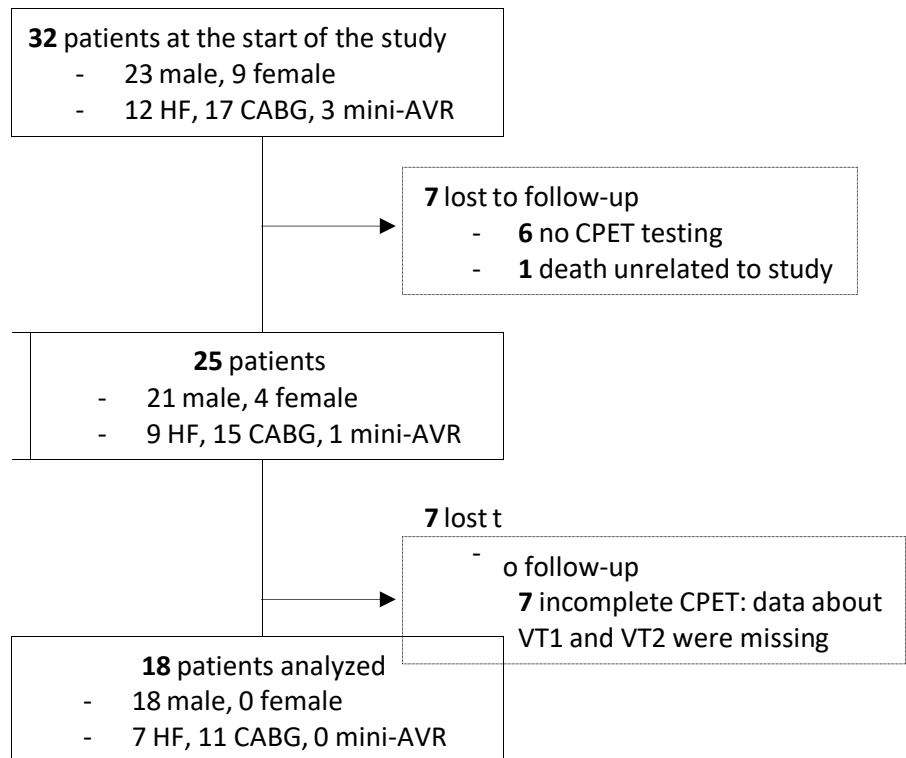 32 patients at the start of the study
- 23 male, 9 female
- 12 HF, 17 CABG, 3 mini-AVR
7 lost to follow-up
- 6 no CPET testing
- 1 death unrelated to study
25 patients
- 21 male, 4 female
- 9 HF, 15 CABG, 1 mini-AVR
7 lost t
-
o follow-up
7 incomplete CPET: data about
VT1 and VT2 were missing
18 patients analyzed
- 18 male, 0 female
- 7 HF, 11 CABG, 0 mini-AVR